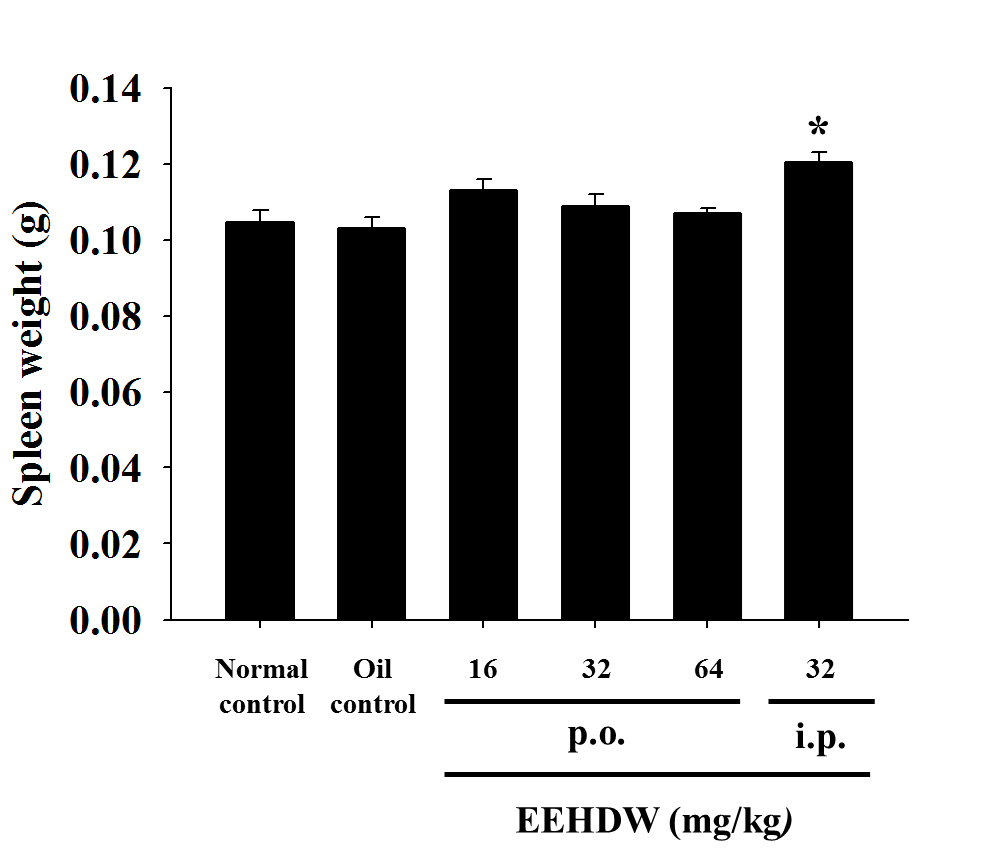 0.14
0.12
0.10
0.08
0.06
0.04
0.02
0.00
Spleen weight (g)
*
Normal control
Oil control
16
32
64
32
p.o.
i.p.
EEHDW (mg/kg)